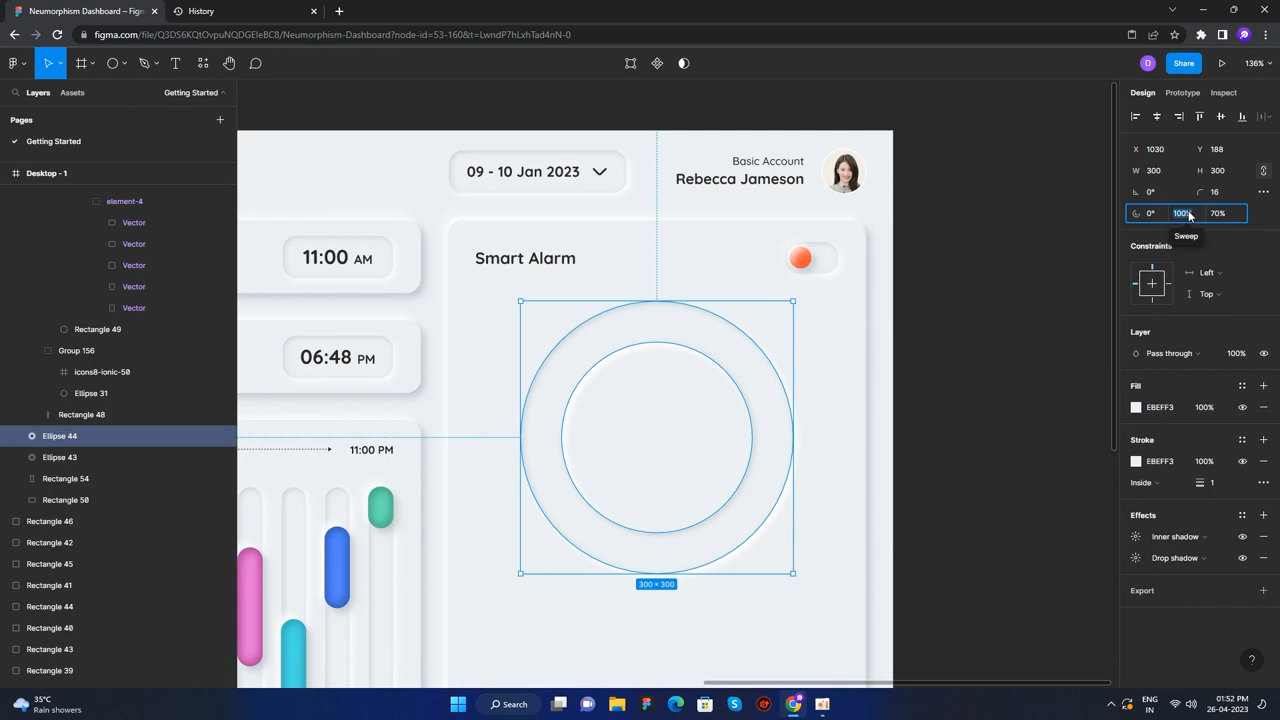 Neumorphism Dashboard – Figm
History
figma.com/file/Q3DS6KQtOvpuNQDGEleBC8/Neumorphism-Dashboard?node-id=53-160&t=LwndP7hLxhTad4nN-0
D
Share
136%
Layers
Assets
Getting Started
Design
Prototype
Inspect
Pages
Getting Started
Desktop - 1
element-4
Vector
Vector
Vector
Vector
Vector
Rectangle 49
Group 156
icons8-ionic-50
Ellipse 31
Rectangle 48
Ellipse 44
Ellipse 43
Rectangle 54
Rectangle 50
Rectangle 46
Rectangle 42
Rectangle 45
Rectangle 41
Rectangle 44
Rectangle 40
Rectangle 43
Rectangle 39
09 - 10 Jan 2023
Basic Account
Rebecca Jameson
11:00 AM
Smart Alarm
06:48 PM
11:00 PM
300 × 300
X 1030
Y 188
W 300
H 300
0°
16
0°
100%
70%
Sweep
Constraints
Left
Top
Layer
Pass through
100%
Fill
EBEFF3
100%
Stroke
EBEFF3
100%
Inside
1
Effects
Inner shadow
Drop shadow
Export
?
35°C
Rain showers
Search
ENG
IN
01:52 PM
26-04-2023